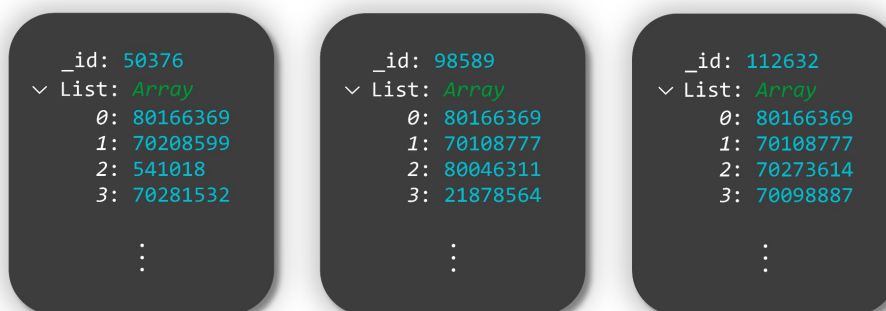 _id: 50376
List: Array
0: 80166369
1: 70208599
2: 541018
3: 70281532
⋮
_id: 98589
List: Array
0: 80166369
1: 70108777
2: 80046311
3: 21878564
⋮
_id: 112632
List: Array
0: 80166369
1: 70108777
2: 70273614
3: 70098887
⋮